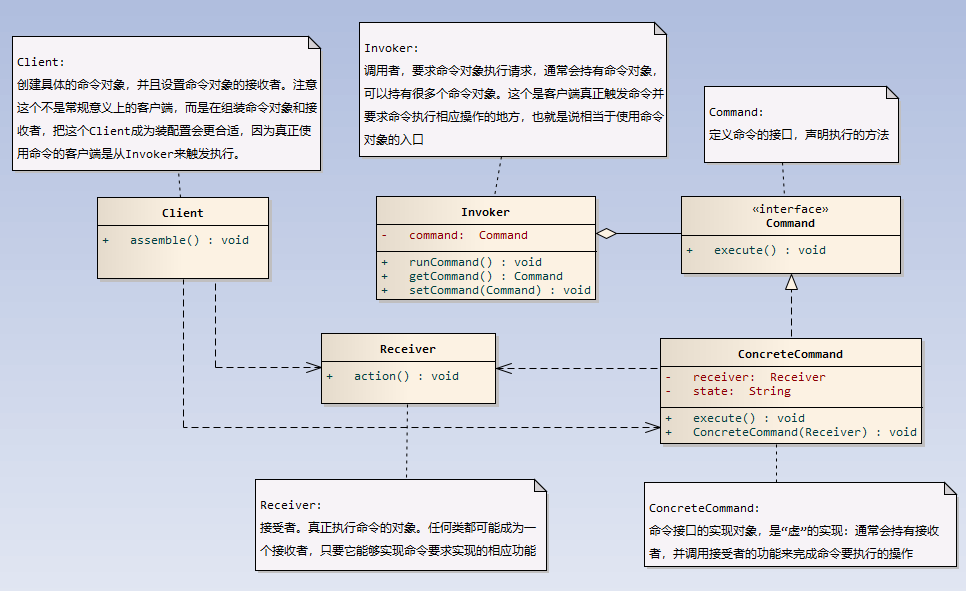 Client:
创建具体的命令对象，并且设置命令对象的接收者。注意
这个不是常规意义上的客户端，而是在组装命令对象和接
收者，把这个Client成为装配置会更合适，因为真正使
用命令的客户端是从Invoker来触发执行。
Invoker:
调用者，要求命令对象执行请求，通常会持有命令对象，
可以持有很多个命令对象。这个是客户端真正触发命令并
要求命令执行相应操作的地方，也就是说相当于使用命令
对象的入口
Command:
定义命令的接口，声明执行的方法
Client
+ assemble() : void
Invoker
- command: Command
+ runCommand() : void
+ getCommand() : Command
+ setCommand(Command) : void
«interface»
Command
+ execute() : void
Receiver
+ action() : void
ConcreteCommand
- receiver: Receiver
- state: String
+ execute() : void
+ ConcreteCommand(Receiver) : void
Receiver:
接受者。真正执行命令的对象。任何类都可能成为一
个接收者，只要它能够实现命令要求实现的相应功能
ConcreteCommand:
命令接口的实现对象，是“虚”的实现：通常会持有接收
者，并调用接受者的功能来完成命令要执行的操作